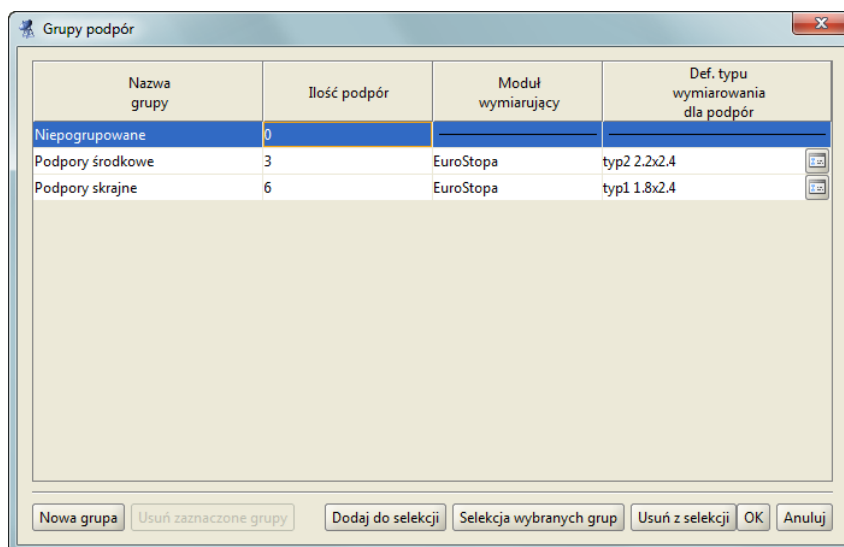 Grupy podpór
Nazwa
grupy
Ilość podpór
Moduł
wymiarujący
Def. typu
wymiarowania
dla podpór
Niepogrupowane 0
Podpory środkowe 3 EuroStopa typ2 2.2x2.4
Podpory skrajne 6 EuroStopa typ1 1.8x2.4
Nowa grupa Usuń zaznaczone grupy Dodaj do selekcji Selekcja wybranych grup Usuń z selekcji OK Anuluj